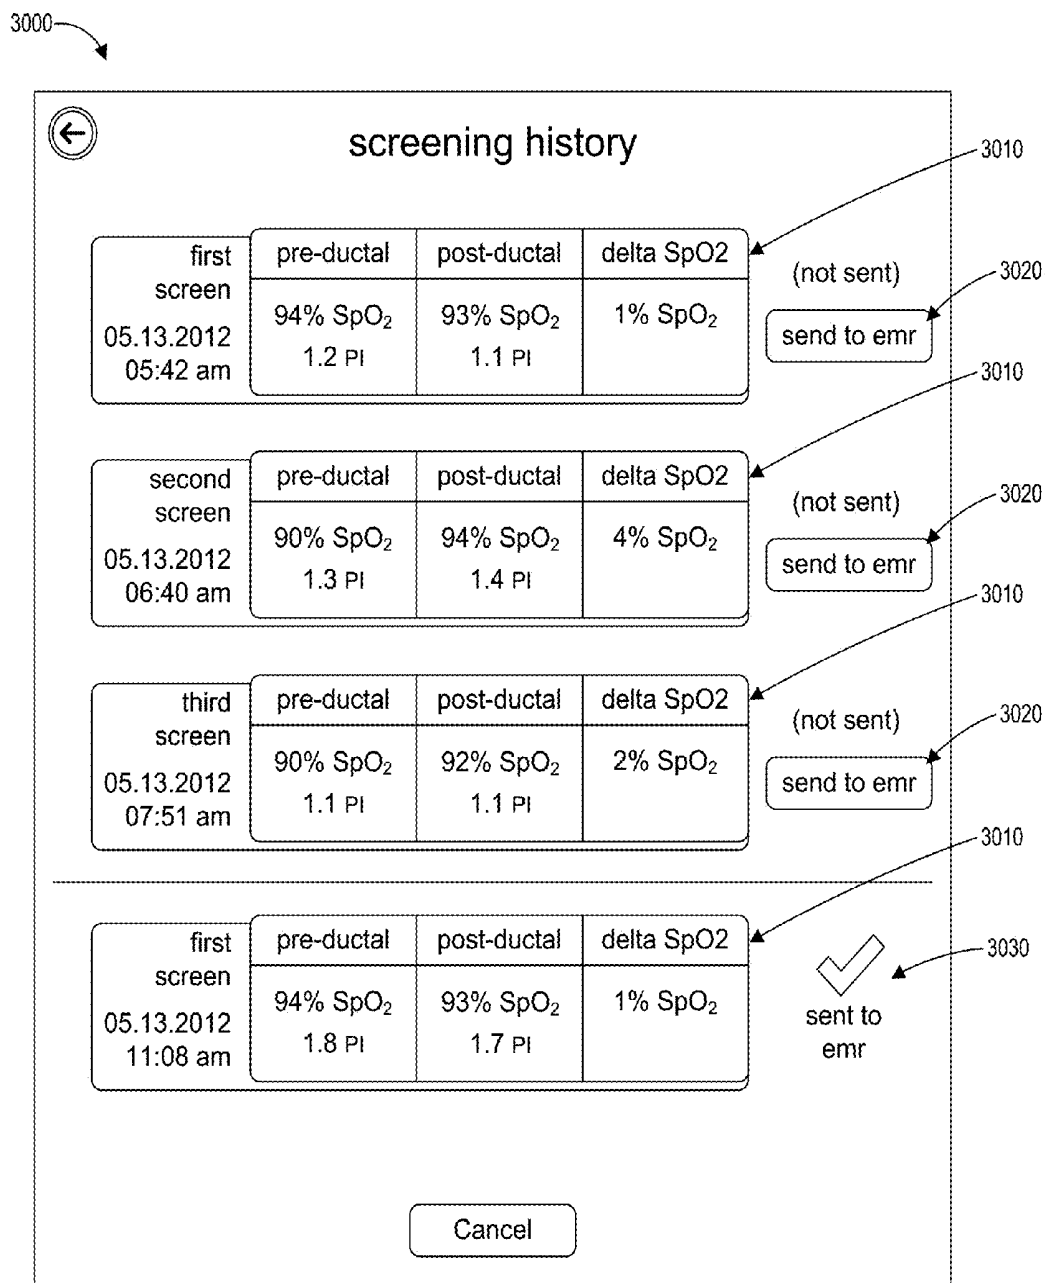 3000
screening history
3010
first
screen
05.13.2012
05:42 am
pre-ductal
94% SpO₂
1.2 PI
post-ductal
93% SpO₂
1.1 PI
delta SpO2
1% SpO₂
(not sent)
send to emr
3020
3010
second
screen
05.13.2012
06:40 am
pre-ductal
90% SpO₂
1.3 PI
post-ductal
94% SpO₂
1.4 PI
delta SpO2
4% SpO₂
(not sent)
send to emr
3020
3010
third
screen
05.13.2012
07:51 am
pre-ductal
90% SpO₂
1.1 PI
post-ductal
92% SpO₂
1.1 PI
delta SpO2
2% SpO₂
(not sent)
send to emr
3020
3010
first
screen
05.13.2012
11:08 am
pre-ductal
94% SpO₂
1.8 PI
post-ductal
93% SpO₂
1.7 PI
delta SpO2
1% SpO₂
3030
sent to
emr
Cancel